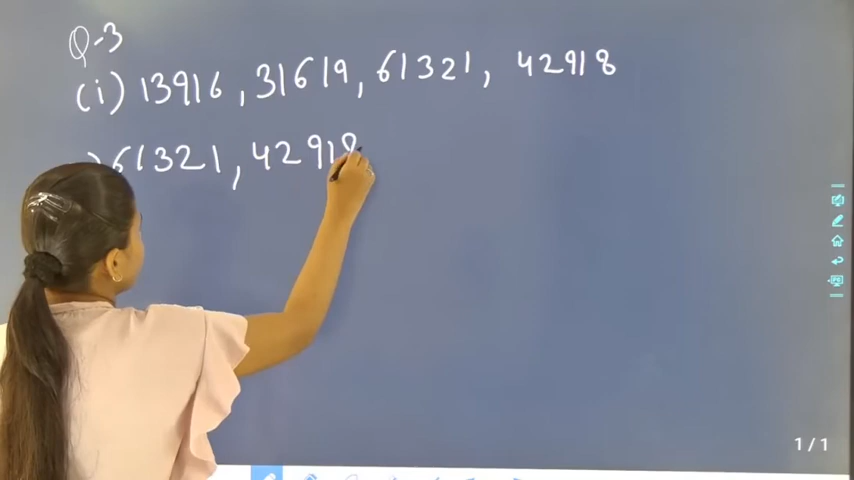 Q-3
(i) 13916, 31619, 61321, 42918
) 61321, 42918
1/1